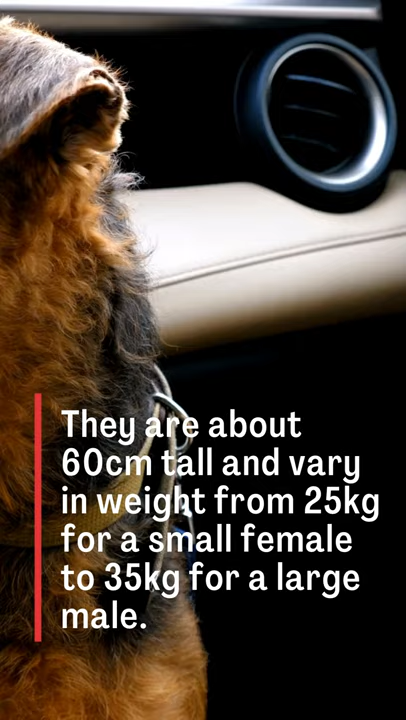 They are about
60cm tall and vary
in weight from 25kg
for a small female
to 35kg for a large
male.